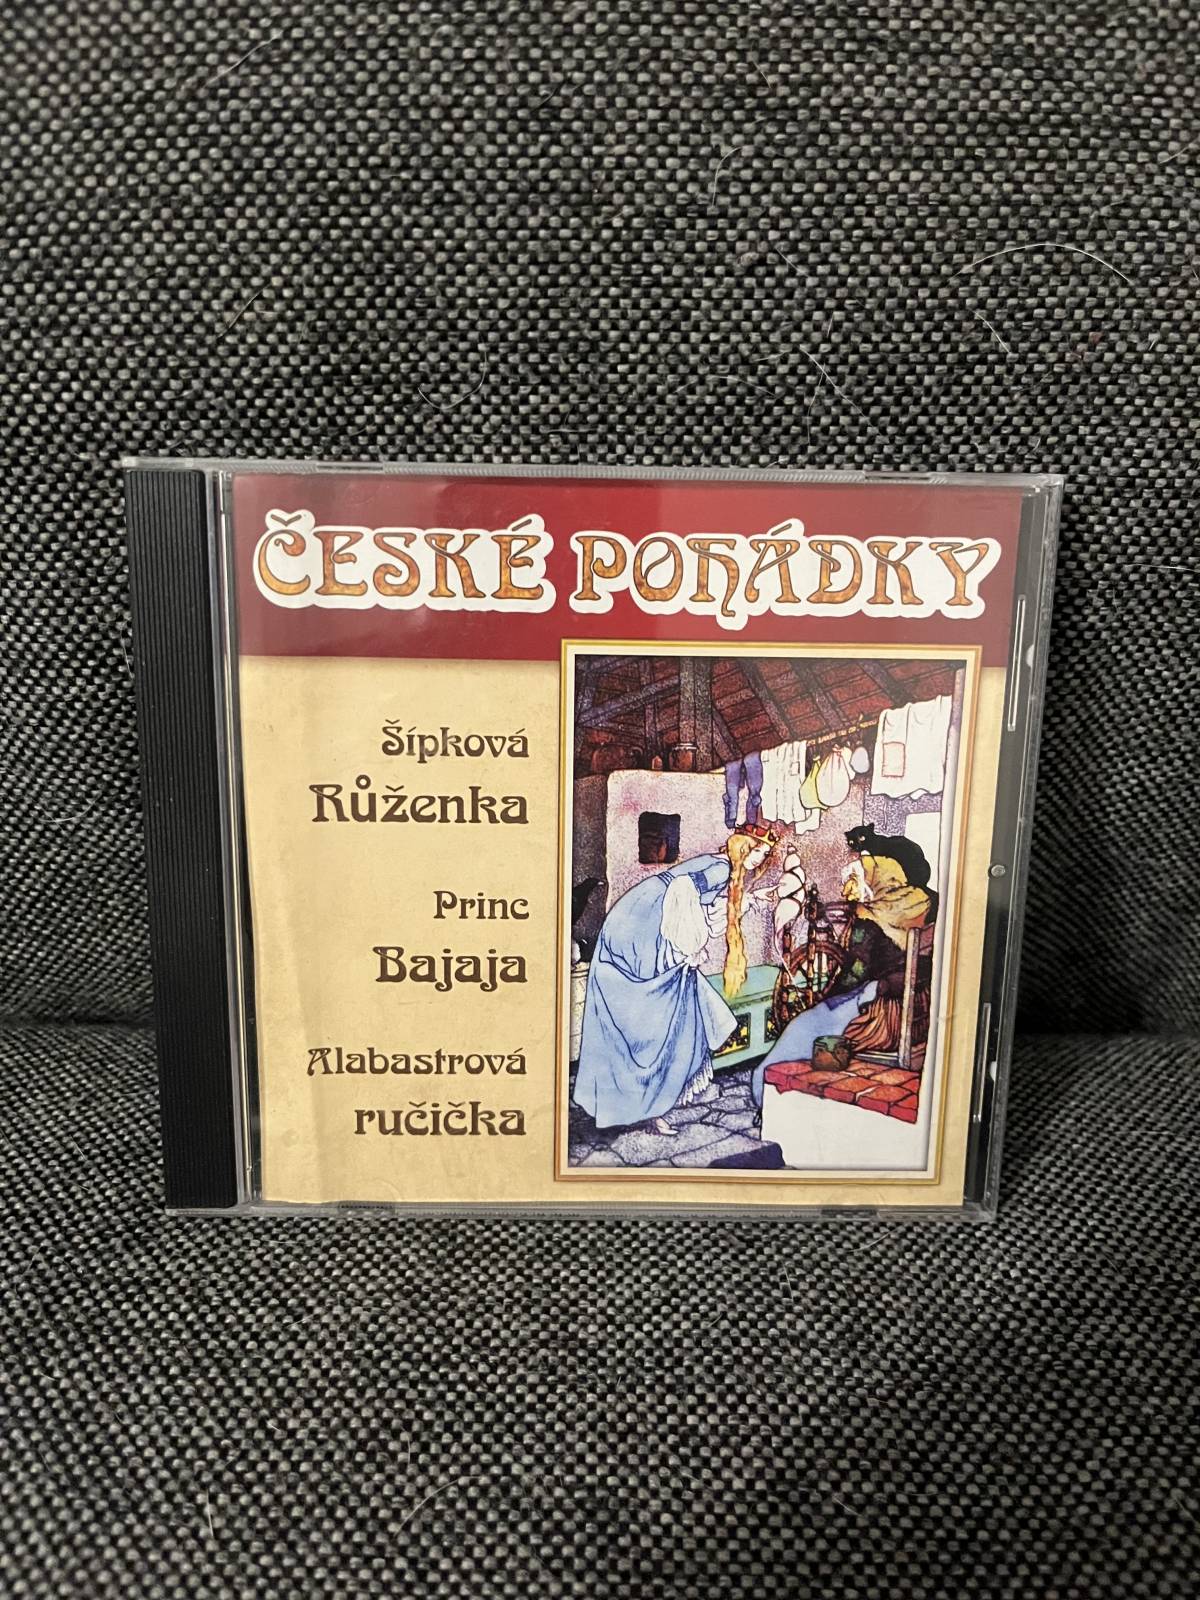 ČESKÉ POHÁDKY
Šípková
Růženka
Princ
Bajaja
Alabastrová
ručička